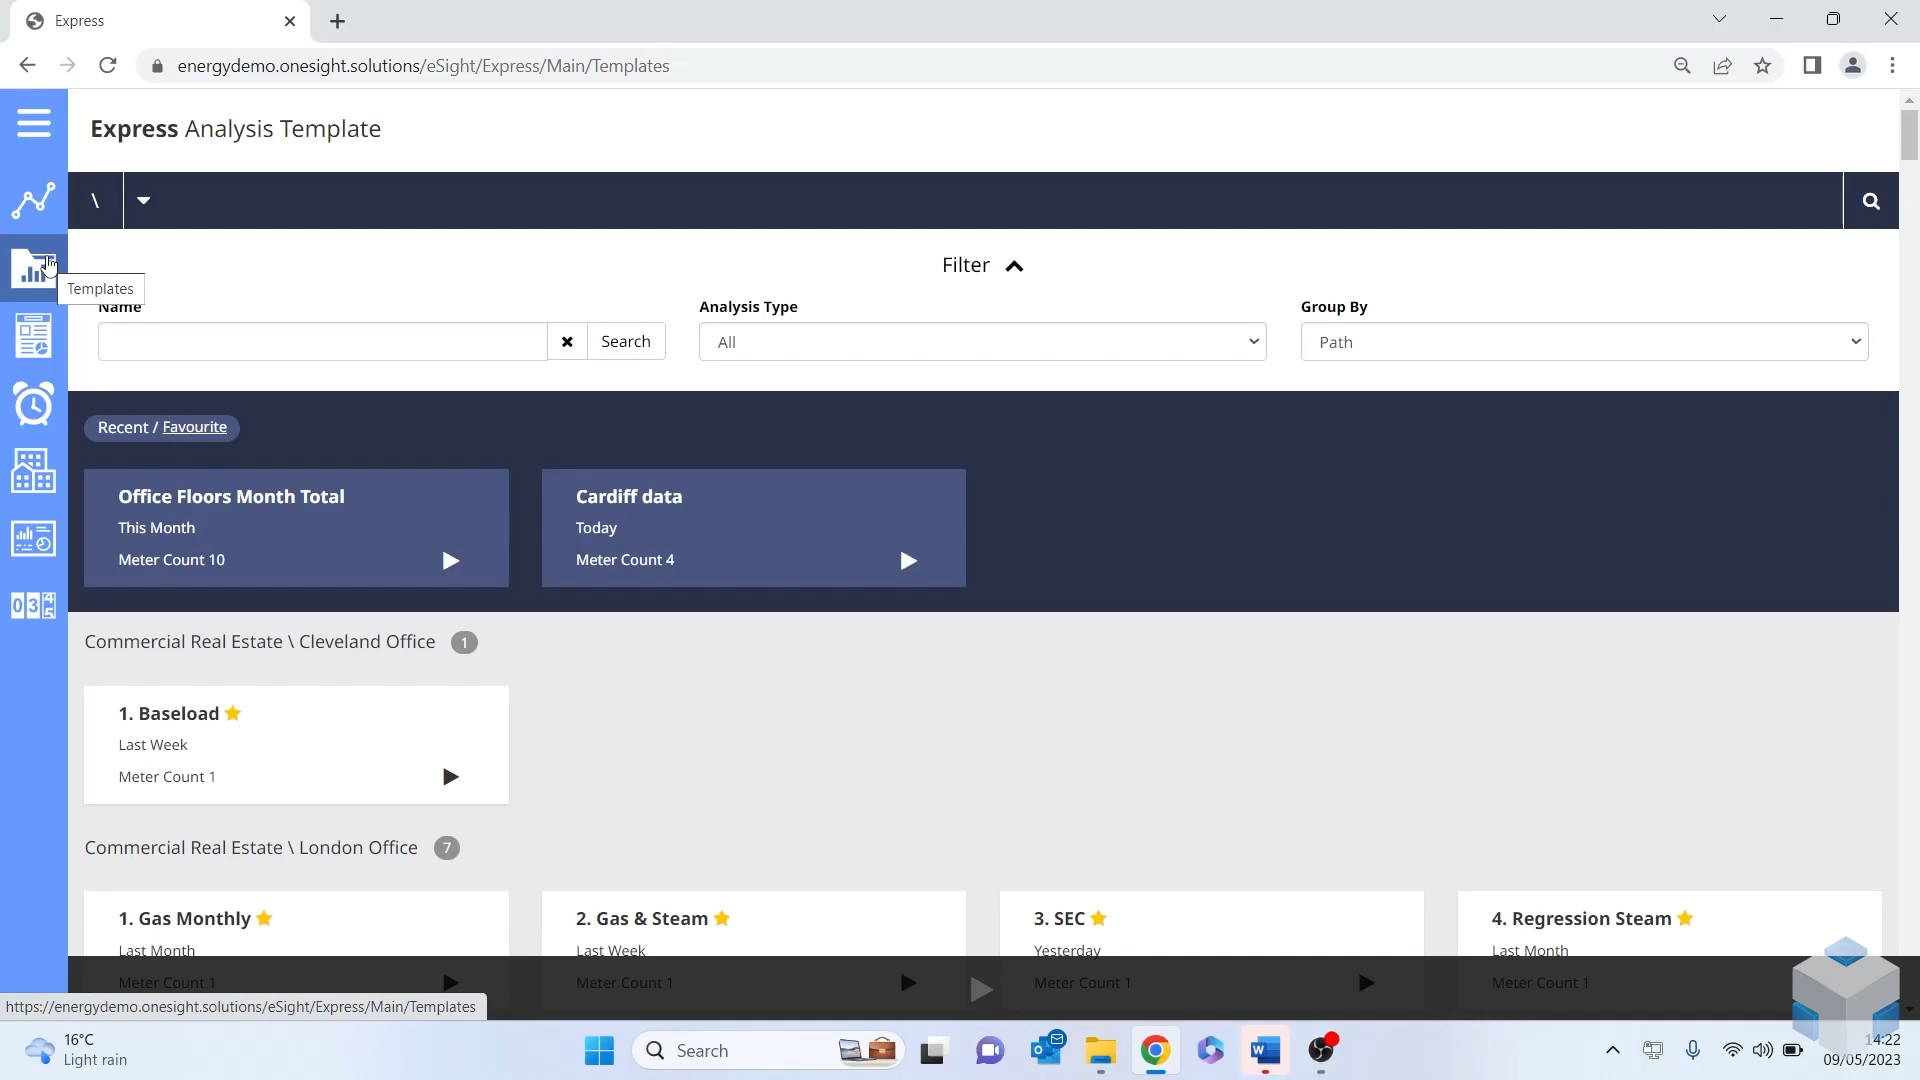 Express
energydemo.onesight.solutions/eSight/Express/Main/Templates
Express Analysis Template
\
Filter
Templates
Name
Analysis Type
Group By
Search
All
Path
Recent / Favourite
Office Floors Month Total
This Month
Meter Count 10
Cardiff data
Today
Meter Count 4
Commercial Real Estate \ Cleveland Office 1
1. Baseload
Last Week
Meter Count 1
Commercial Real Estate \ London Office 7
1. Gas Monthly
Last Month
Meter Count 1
2. Gas & Steam
Last Week
Meter Count 1
3. SEC
Yesterday
Meter Count 1
4. Regression Steam
Last Month
Meter Count 1
https://energydemo.onesight.solutions/eSight/Express/Main/Templates
16°C
Light rain
Search
14:22
09/05/2023